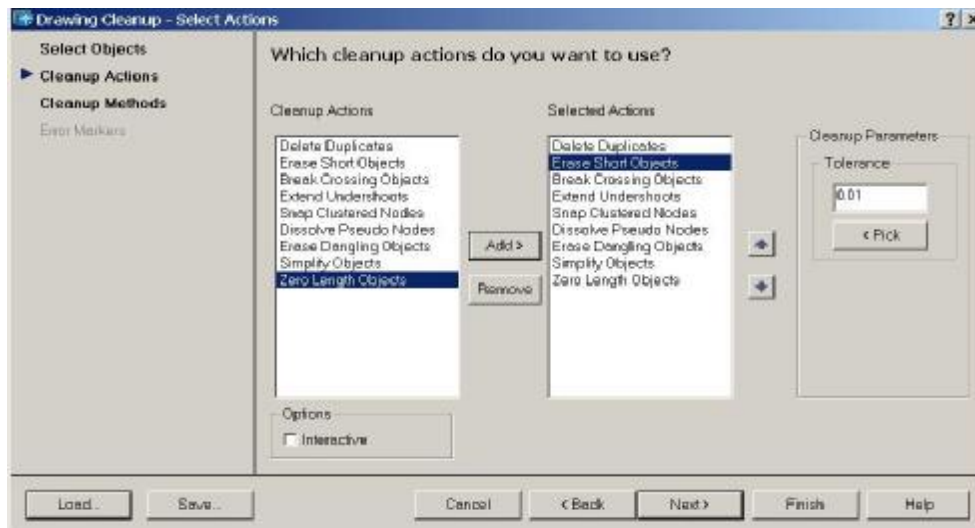 Drawing Cleanup - Select Actions
Select Objects
Cleanup Actions
Cleanup Methods
Error Markers
Which cleanup actions do you want to use?
Cleanup Actions
Delete Duplicates
Erase Short Objects
Break Crossing Objects
Extend Undershoots
Snap Clustered Nodes
Dissolve Pseudo Nodes
Erase Dangling Objects
Simplify Objects
Zero Length Objects
Add >
Remove
Selected Actions
Delete Duplicates
Erase Short Objects
Break Crossing Objects
Extend Undershoots
Snap Clustered Nodes
Dissolve Pseudo Nodes
Erase Dangling Objects
Simplify Objects
Zero Length Objects
Cleanup Parameters
Tolerance
0.01
< Pick
Options
Interactive
Load...
Save...
Cancel
< Back
Next >
Finish
Help